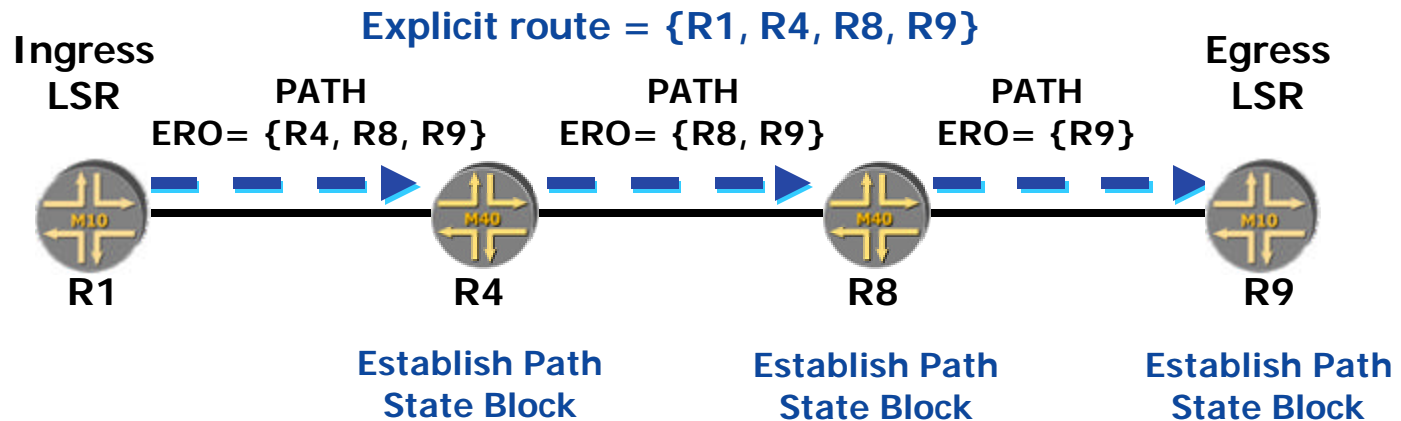 Explicit route = {R1, R4, R8, R9}
Ingress
LSR
Egress
LSR
PATH
ERO= {R4, R8, R9}
PATH
ERO= {R8, R9}
PATH
ERO= {R9}
M10
M40
M40
M10
R1
R4
R8
R9
Establish Path
State Block
Establish Path
State Block
Establish Path
State Block